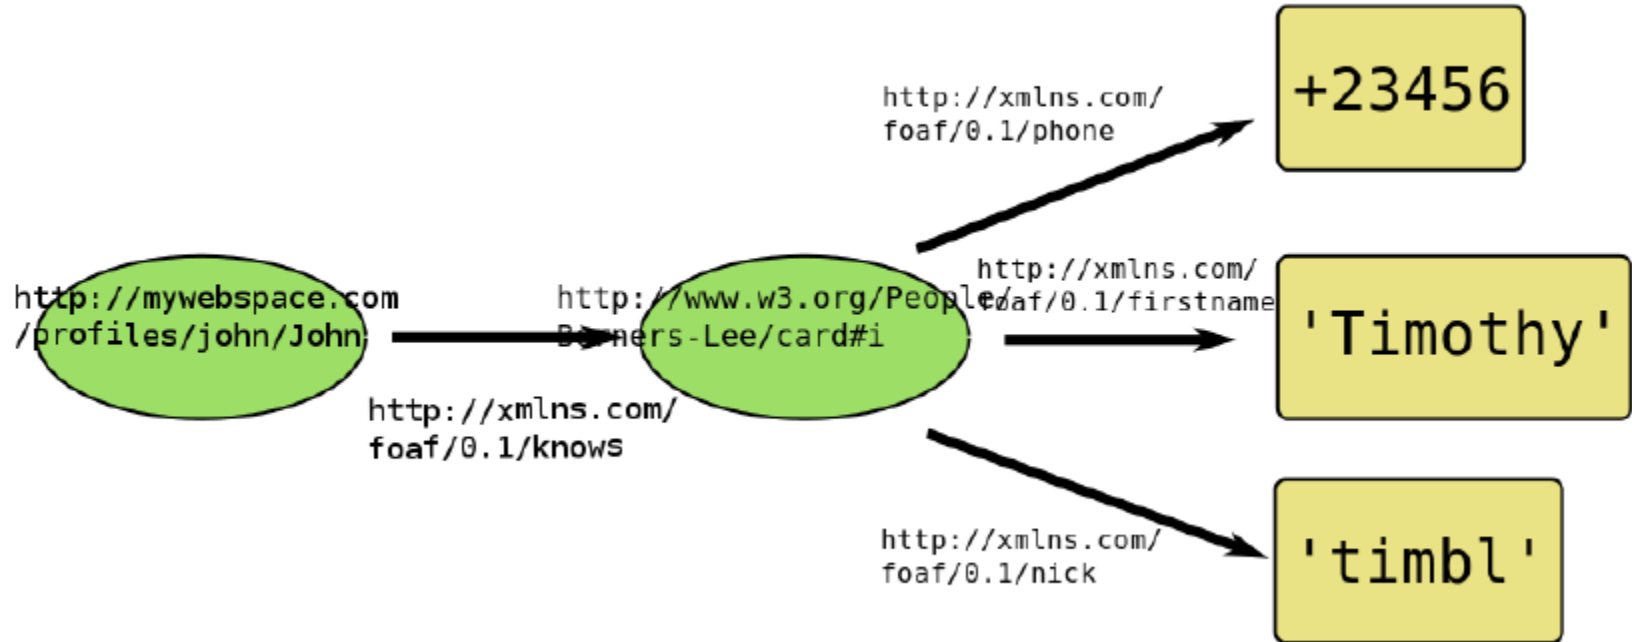 http://xmlns.com/
foaf/0.1/phone
+23456
http://mywebspace.com
/profiles/john/John
http://xmlns.com/
foaf/0.1/knows
http://www.w3.org/People/
Berners-Lee/card#i
http://xmlns.com/
foaf/0.1/firstname
'Timothy'
http://xmlns.com/
foaf/0.1/nick
'timbl'